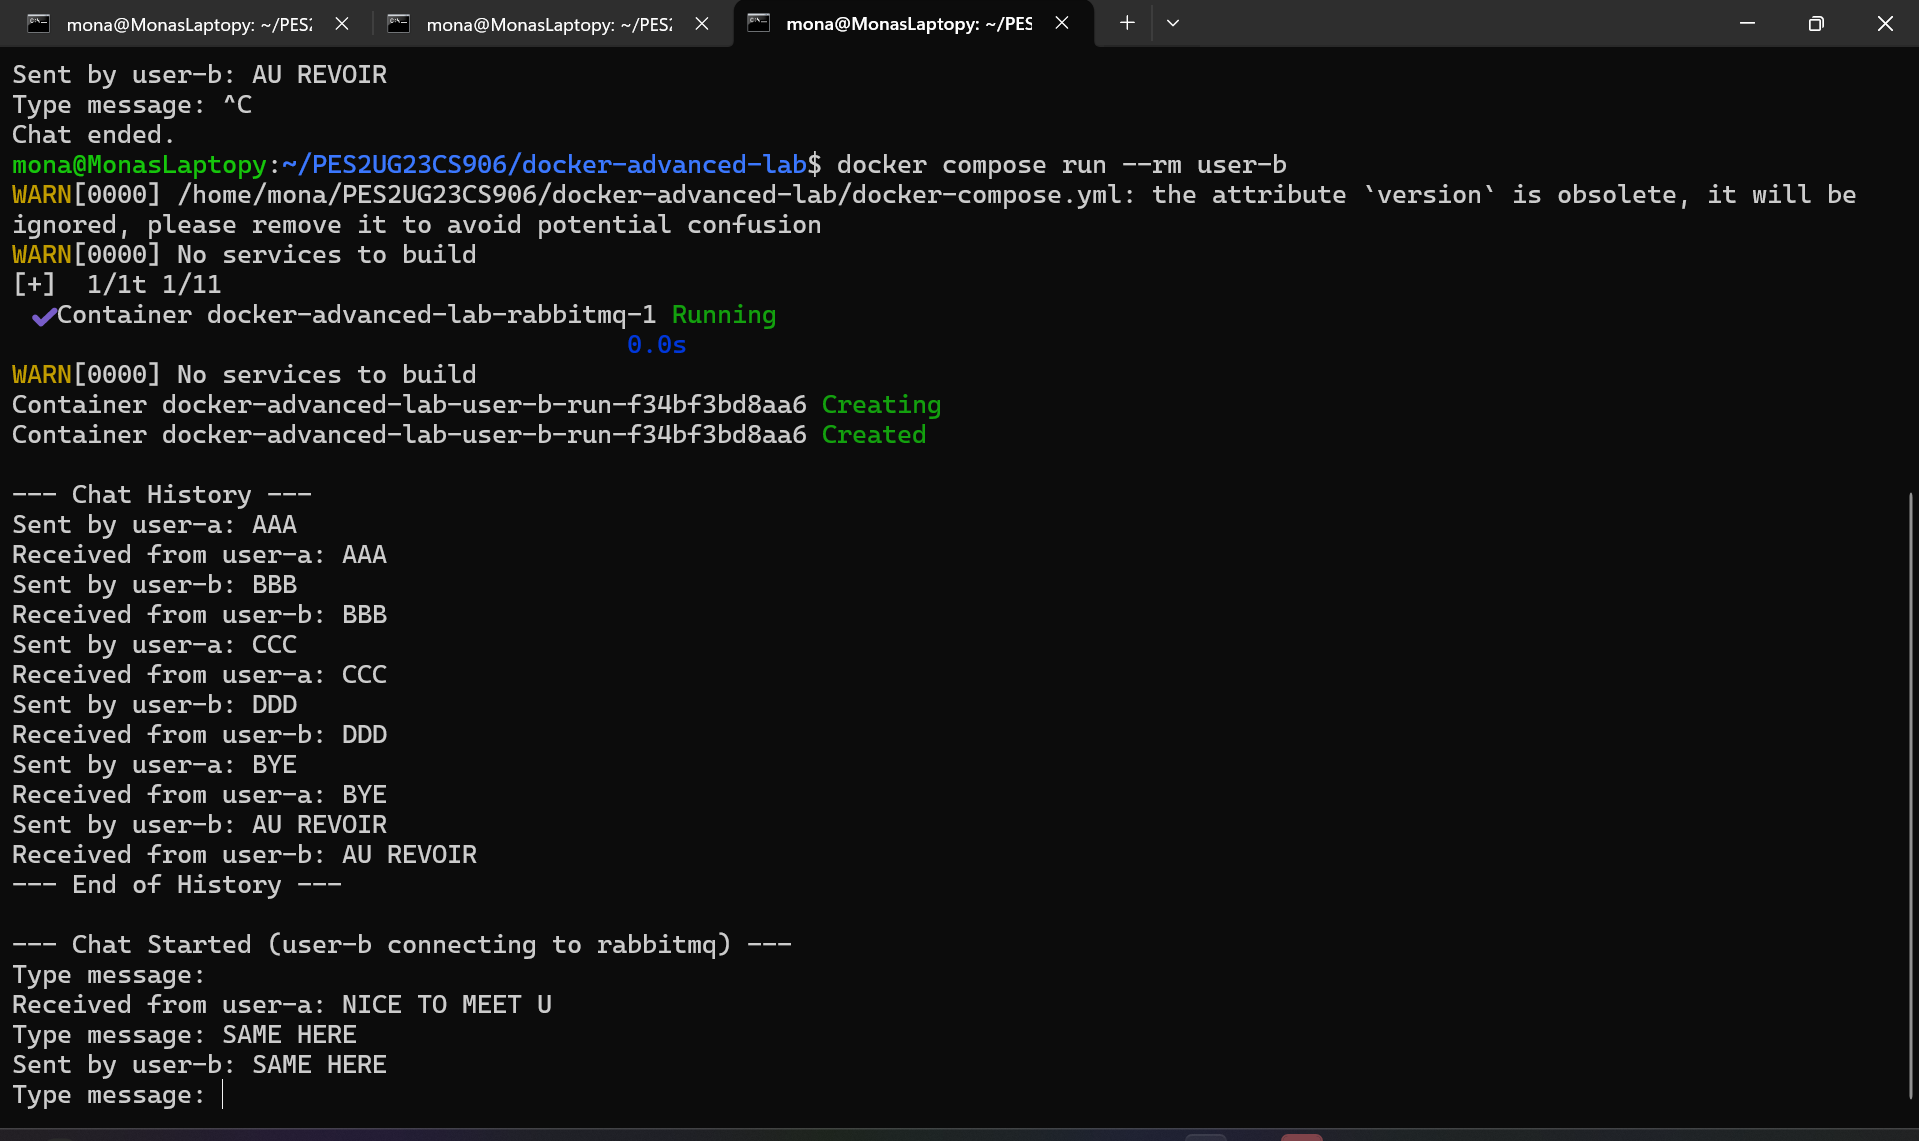 mona@MonasLaptopy: ~/PES2
mona@MonasLaptopy: ~/PES2
mona@MonasLaptopy: ~/PES
Sent by user-b: AU REVOIR
Type message: ^C
Chat ended.
mona@MonasLaptopy:~/PES2UG23CS906/docker-advanced-lab$ docker compose run --rm user-b
WARN[0000] /home/mona/PES2UG23CS906/docker-advanced-lab/docker-compose.yml: the attribute `version` is obsolete, it will be
ignored, please remove it to avoid potential confusion
WARN[0000] No services to build
[+]  1/1t 1/11
✔Container docker-advanced-lab-rabbitmq-1 Running
0.0s
WARN[0000] No services to build
Container docker-advanced-lab-user-b-run-f34bf3bd8aa6 Creating
Container docker-advanced-lab-user-b-run-f34bf3bd8aa6 Created
--- Chat History ---
Sent by user-a: AAA
Received from user-a: AAA
Sent by user-b: BBB
Received from user-b: BBB
Sent by user-a: CCC
Received from user-a: CCC
Sent by user-b: DDD
Received from user-b: DDD
Sent by user-a: BYE
Received from user-a: BYE
Sent by user-b: AU REVOIR
Received from user-b: AU REVOIR
--- End of History ---
--- Chat Started (user-b connecting to rabbitmq) ---
Type message:
Received from user-a: NICE TO MEET U
Type message: SAME HERE
Sent by user-b: SAME HERE
Type message: